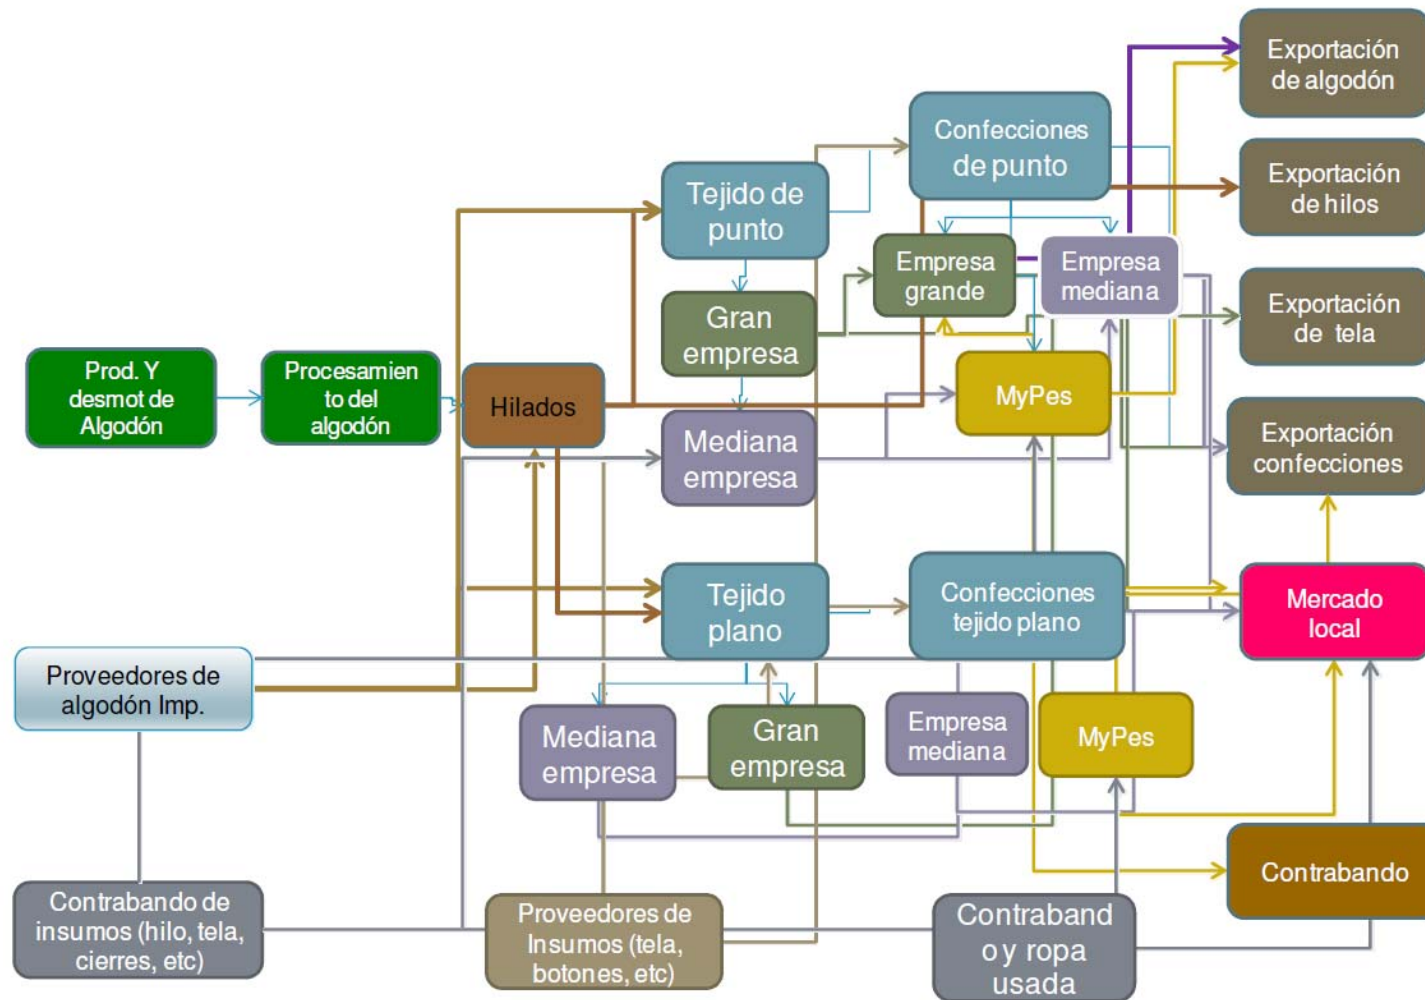 Exportación
de algodón
Confecciones
de punto
Exportación
de hilos
Tejido de
punto
Empresa
grande
Empresa
mediana
Exportación
de tela
Gran
empresa
Prod. Y
desmot de
Algodón
Procesamien
to del
algodón
Hilados
MyPes
Mediana
empresa
Exportación
confecciones
Tejido
plano
Confecciones
tejido plano
Mercado
local
Proveedores de
algodón Imp.
Mediana
empresa
Gran
empresa
Empresa
mediana
MyPes
Contrabando
Contrabando de
insumos (hilo, tela,
cierres, etc)
Proveedores de
Insumos (tela,
botones, etc)
Contraband
o y ropa
usada